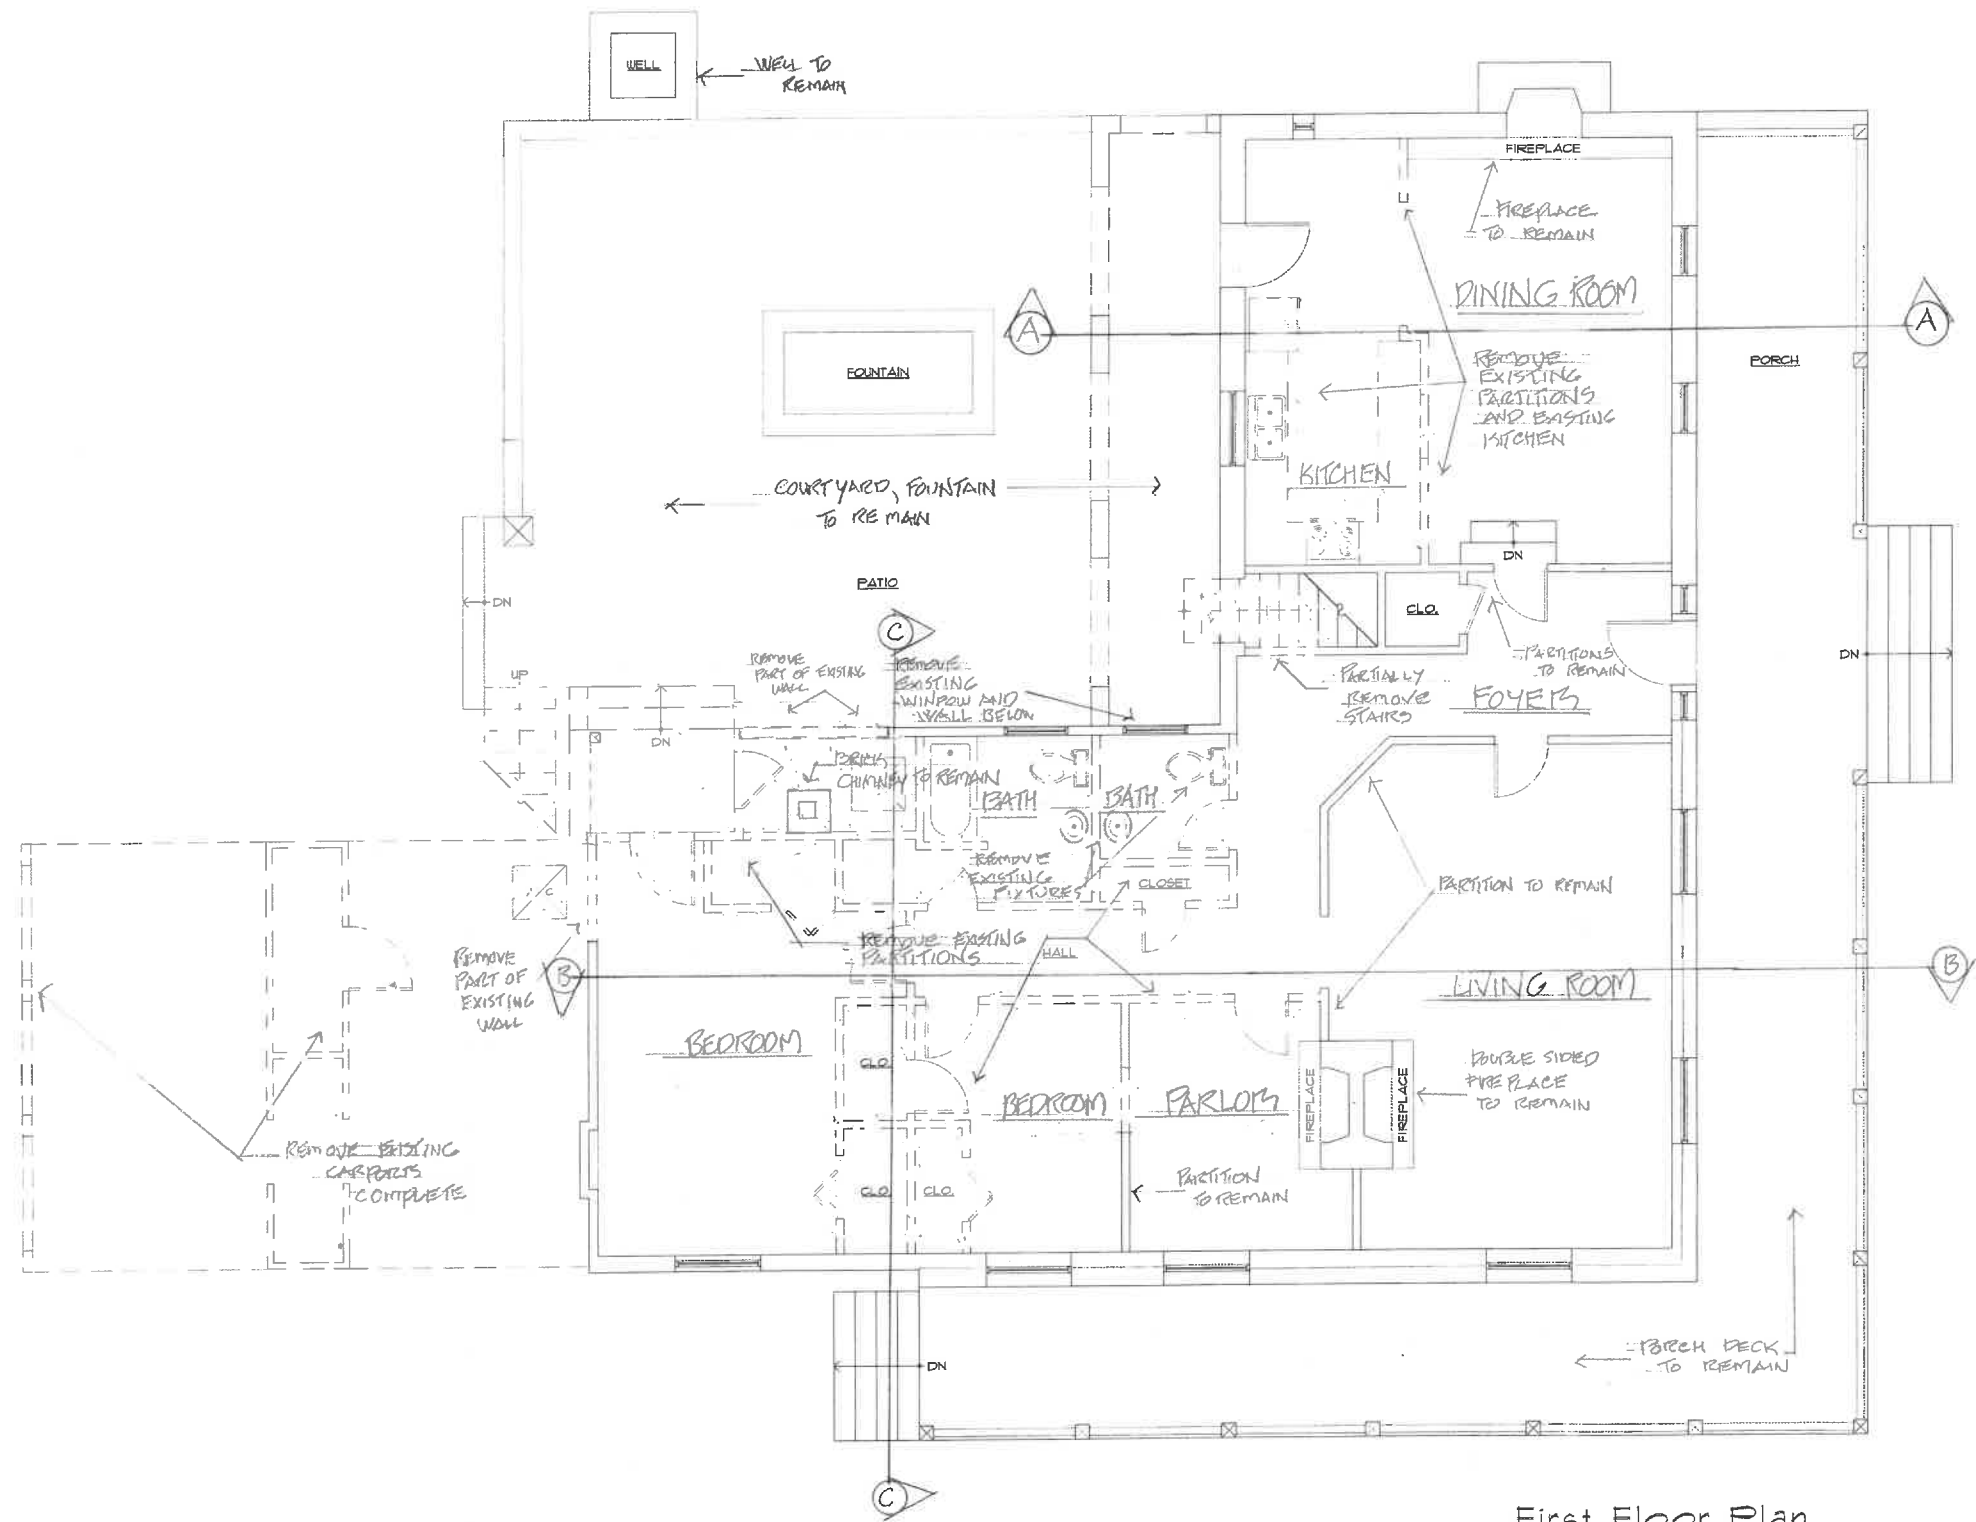 WELL
WELL TO
REMAIN
FIREPLACE
FIREPLACE
TO REMAIN
DINING ROOM
A
A
PORCH
FOUNTAIN
REMOVE
EXISTING
PARTITIONS
AND EXISTING
KITCHEN
KITCHEN
COURTYARD, FOUNTAIN
TO REMAIN
DN
PATIO
DN
CLO.
C
PARTITIONS
TO REMAIN
DN
UP
REMOVE
PART OF EXISTING
WALL
REMOVE
EXISTING
WINDOW AND
WALL BELOW
PARTIALLY
REMOVE
STAIRS
FOYER
DN
BRICK
CHIMNEY TO REMAIN
BATH
BATH
REMOVE
EXISTING
FIXTURES
CLOSET
PARTITION TO REMAIN
C
REMOVE EXISTING
PARTITIONS
HALL
REMOVE
PART OF
EXISTING
WALL
B
B
LIVING ROOM
BEDROOM
CLO.
BEDROOM
PARLOR
FIREPLACE
FIREPLACE
DOUBLE SIDED
FIREPLACE
TO REMAIN
REMOVE EXISTING
CARPORTS
COMPLETE
CLO.
CLO.
PARTITION
TO REMAIN
PORCH DECK
TO REMAIN
DN
C
First Floor Plan